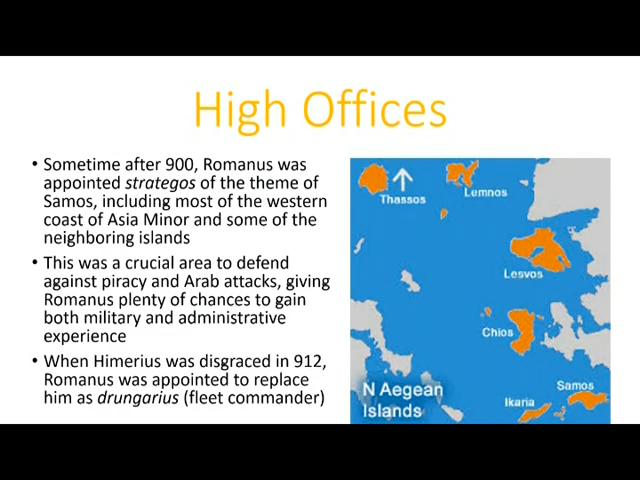 High Offices
• Sometime after 900, Romanus was
appointed strategos of the theme of
Samos, including most of the western
coast of Asia Minor and some of the
neighboring islands
• This was a crucial area to defend
against piracy and Arab attacks, giving
Romanus plenty of chances to gain
both military and administrative
experience
• When Himerius was disgraced in 912,
Romanus was appointed to replace
him as drungarius (fleet commander)
Thassos
Lemnos
Lesvos
Chios
N Aegean
Islands
Ikaria
Samos